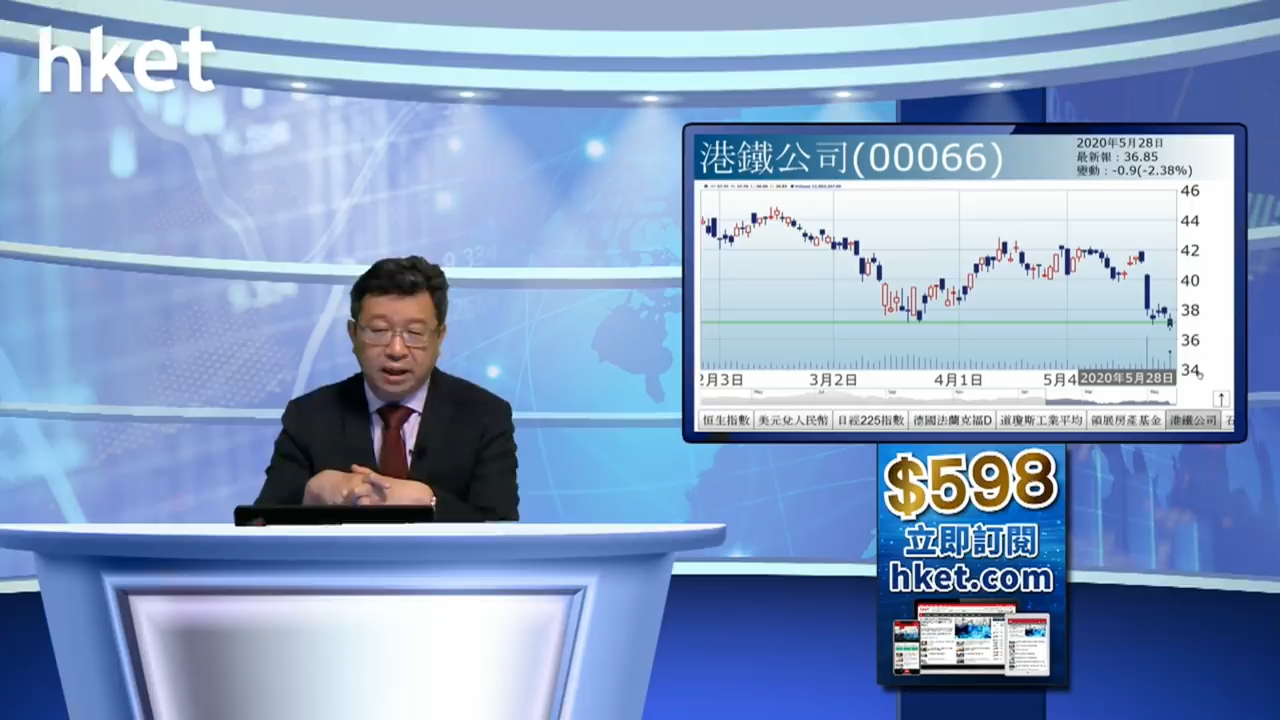 hket
港鐵公司(00066)
2020年5月28日
最新報：36.85
變動：-0.9(-2.38%)
46
44
42
40
38
36
34
2月3日
3月2日
4月1日
5月4
2020年5月28日
恒生指數
美元兌人民幣
日經225指數
德國法蘭克福D
道瓊斯工業平均
領展房產基金
港鐵公司
$598
立即訂閱
hket.com